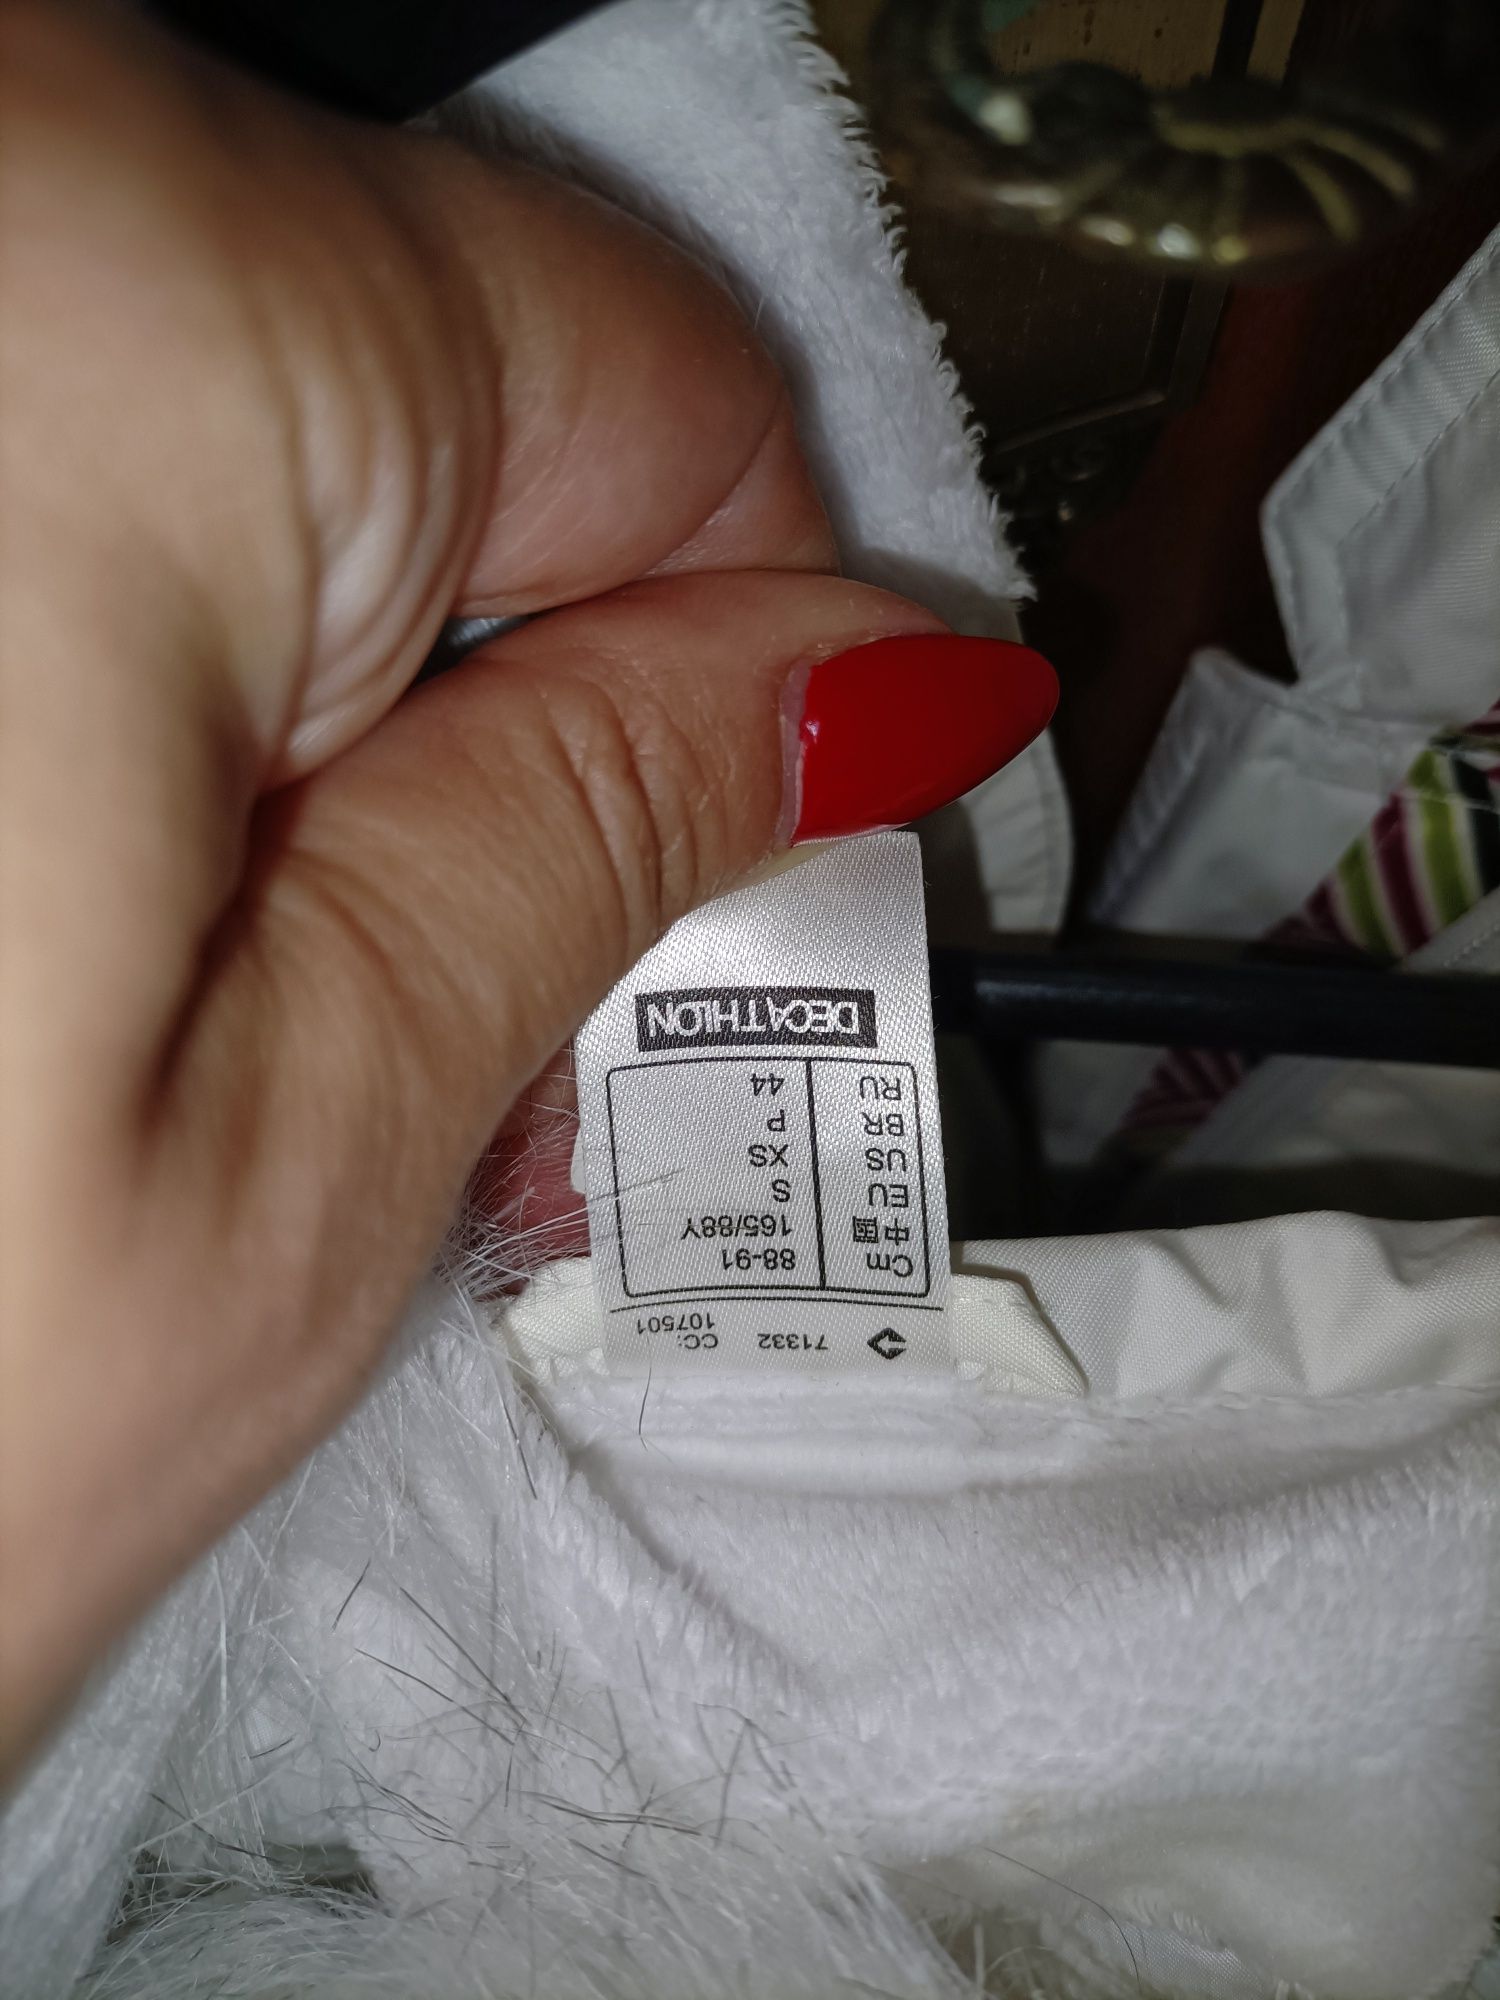 DECATHLON
RU 44
BR P
US XS
EU S
中国 165/88Y
Cm 88-91
71332 CC:
107501